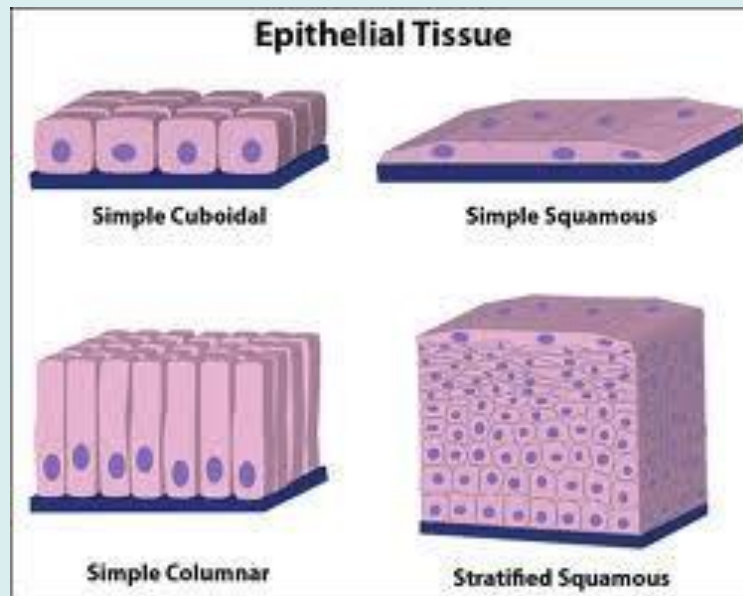 Epithelial Tissue
Simple Cuboidal
Simple Squamous
Simple Columnar
Stratified Squamous